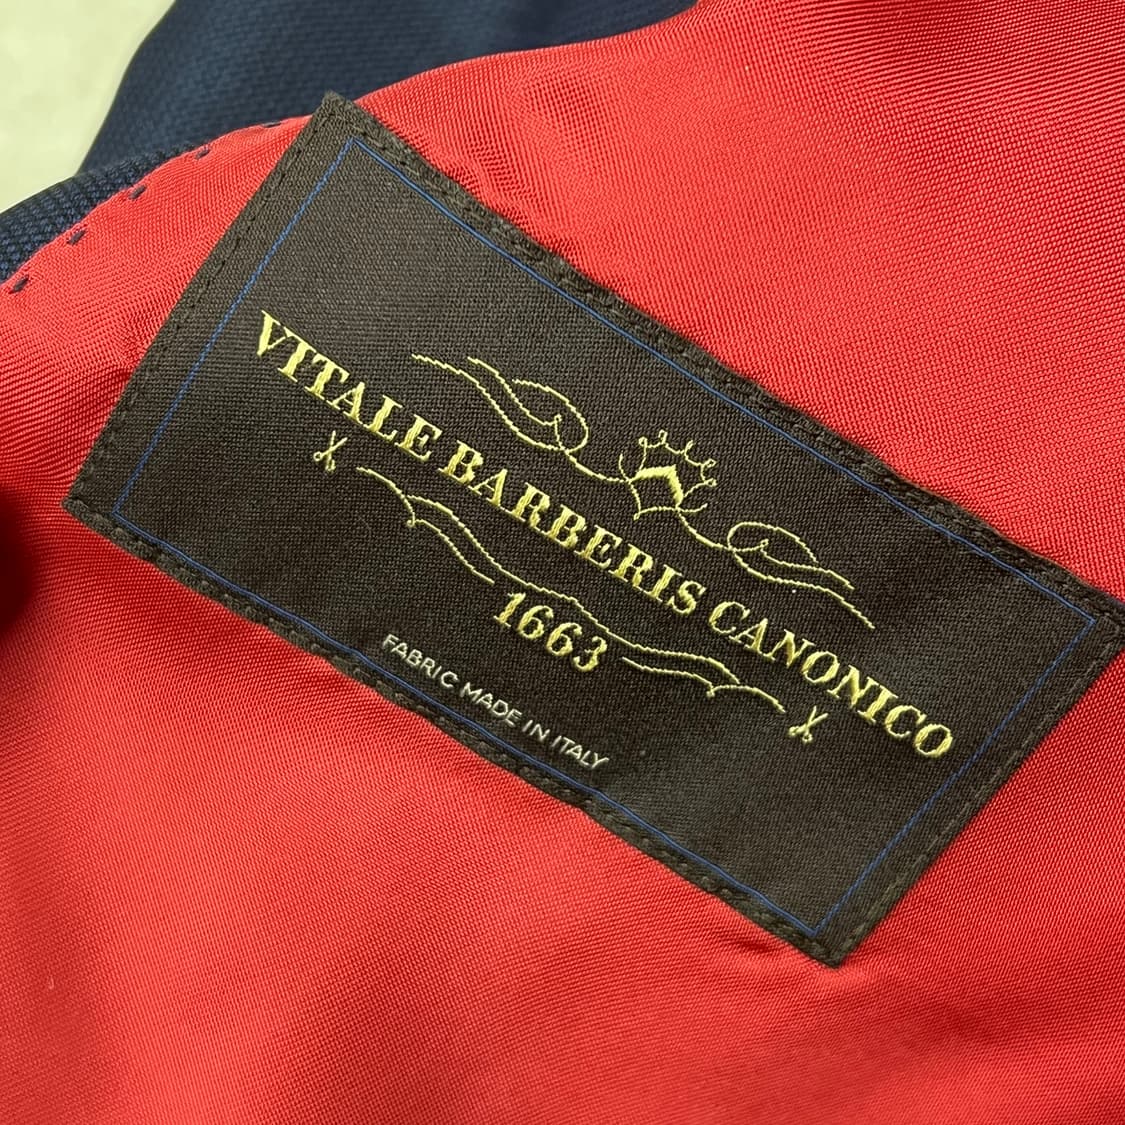 VITALE BARBERIS CANONICO
1663
FABRIC MADE IN ITALY